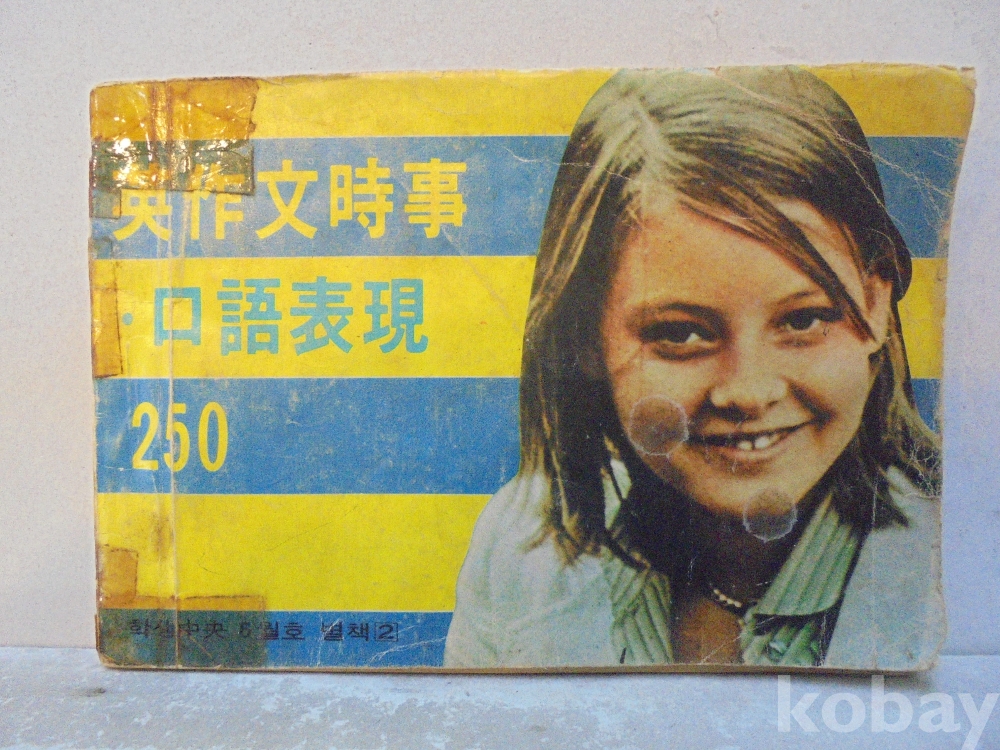 英作文時事
·口語表現
250
학생中央 6월호 별책 2
kobay